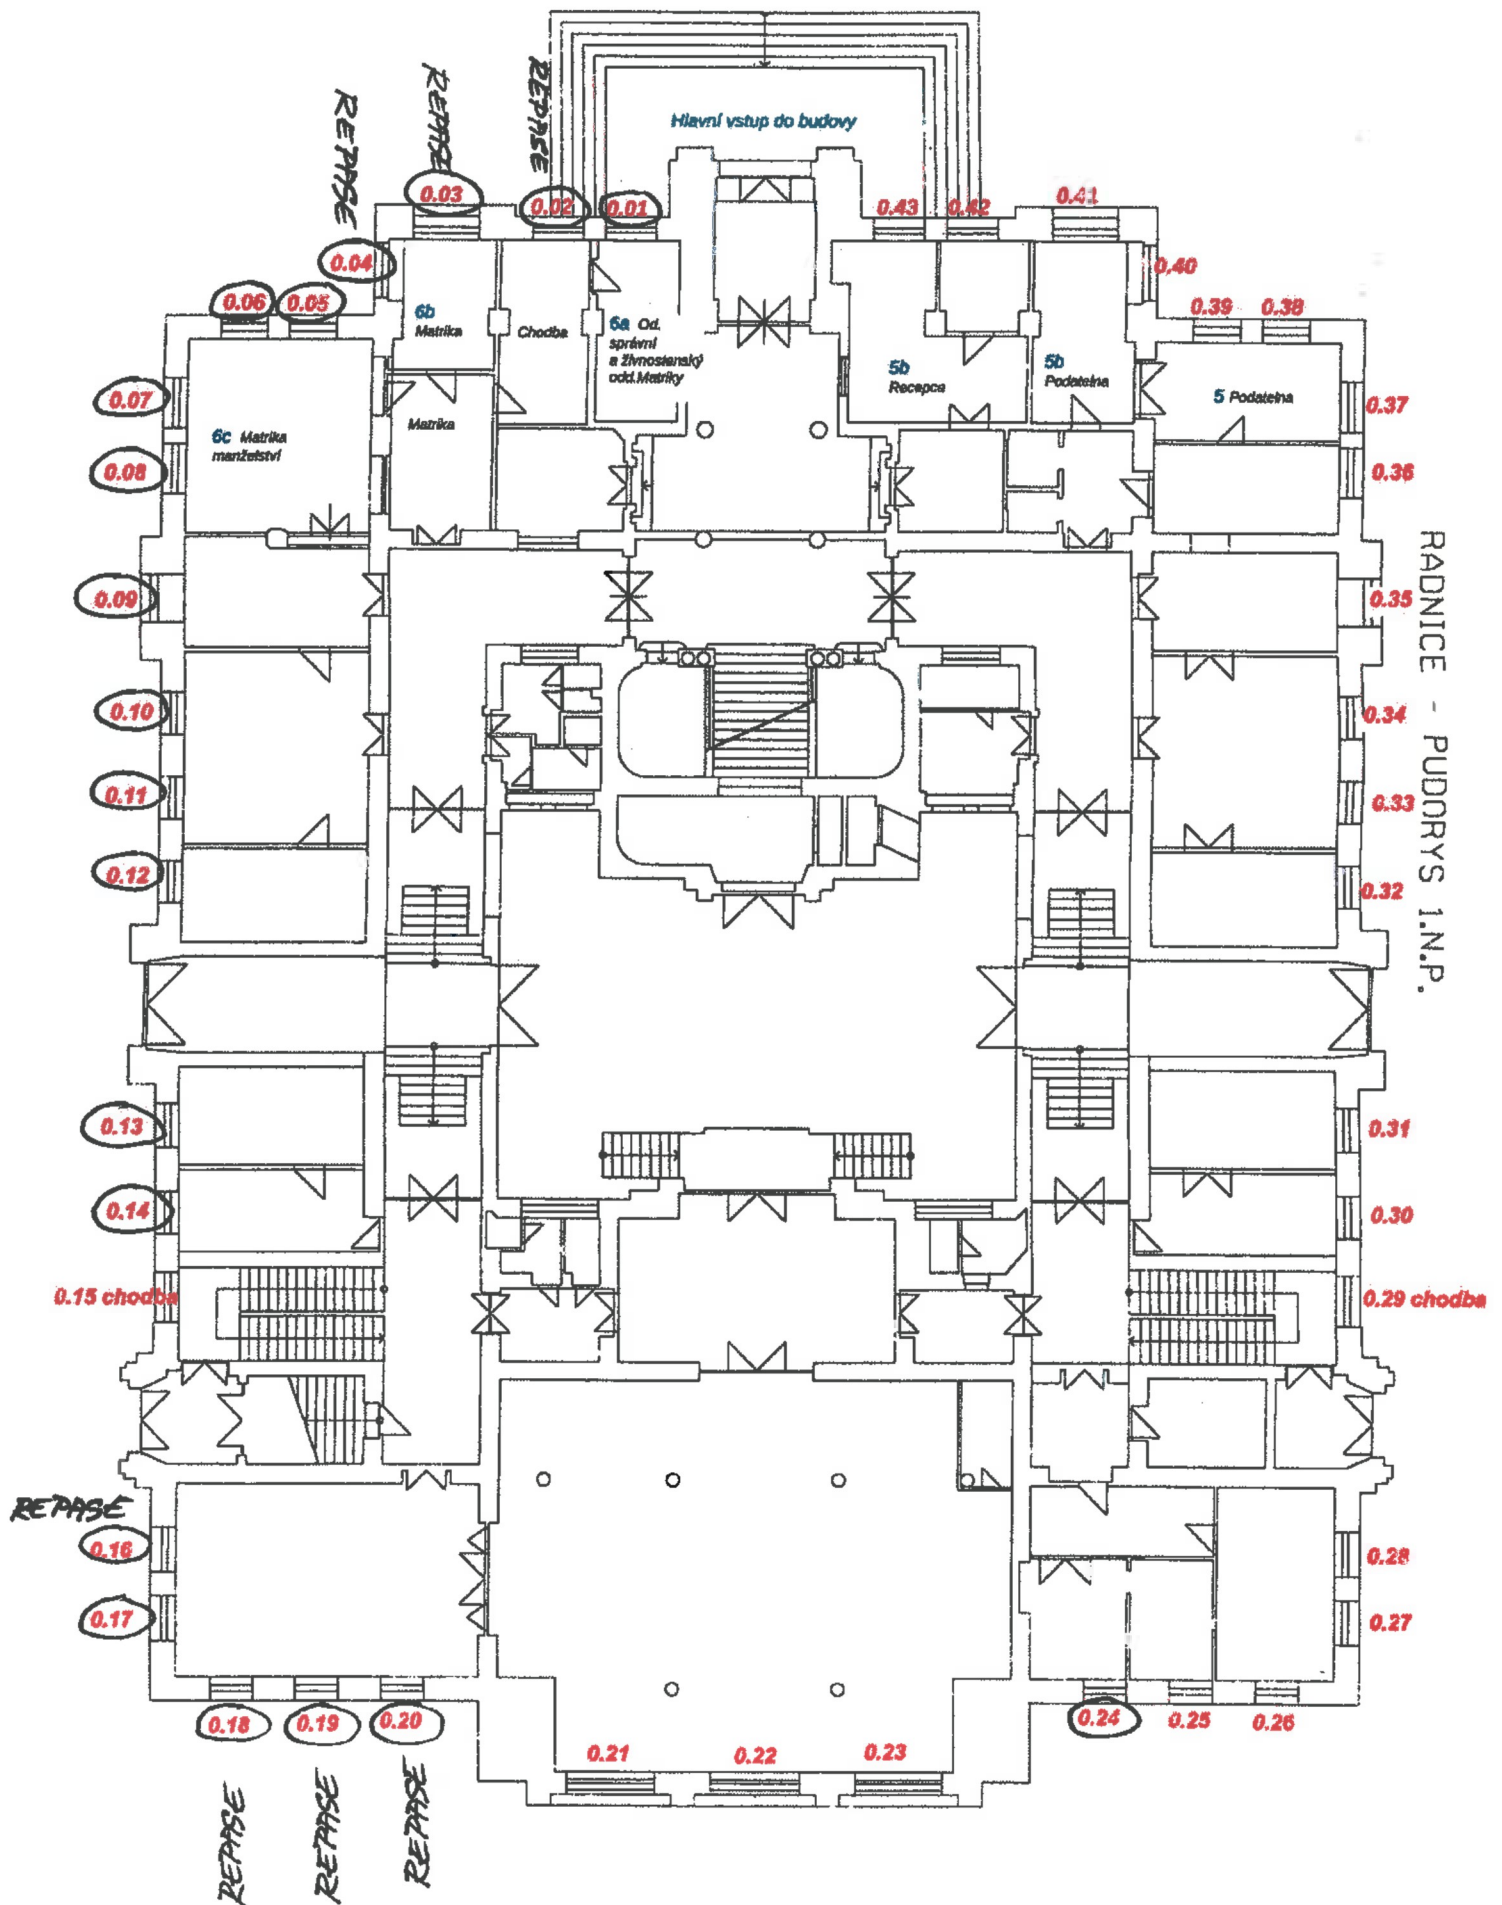 REPASE
REPASE
REPASE
Hlavní vstup do budovy
0.03
0.02
0.01
0.43
0.42
0.41
0.04
0.40
0.06
0.05
0.39
0.38
6b
Matrika
Chodba
6a Od.
správní
a živnostenský
odd.Matriky
5b
Recepce
5b
Podatelna
5 Podatelna
0.07
0.37
Matrika
6c Matrika
manželství
0.08
0.36
RADNICE - PUDORYS 1.N.P.
0.09
0.35
0.10
0.34
0.11
0.33
0.12
0.32
0.13
0.31
0.14
0.30
0.15 chodba
0.29 chodba
REPASE
0.16
0.28
0.17
0.27
0.18
0.19
0.20
0.24
0.25
0.26
0.21
0.22
0.23
REPASE
REPASE
REPASE